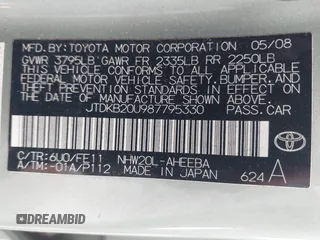 MFD.BY:TOYOTA MOTOR CORPORATION 05/08
GVWR 3795LB GAWR FR 2335LB RR 2250LB
THIS VEHICLE CONFORMS TO ALL APPLICABLE
FEDERAL MOTOR VEHICLE SAFETY, BUMPER,
AND THEFT PREVENTION STANDARDS IN
EFFECT ON THE DATE OF MANUFACTURE
SHOWN ABOVE.
JTDKB20U987795330 PASS.CAR
C/TR:6U0/FE11 NHW20L-AHEEBA
A/TM:-01A/P112 MADE IN JAPAN
TOYOTA
624 A
DREAMBID